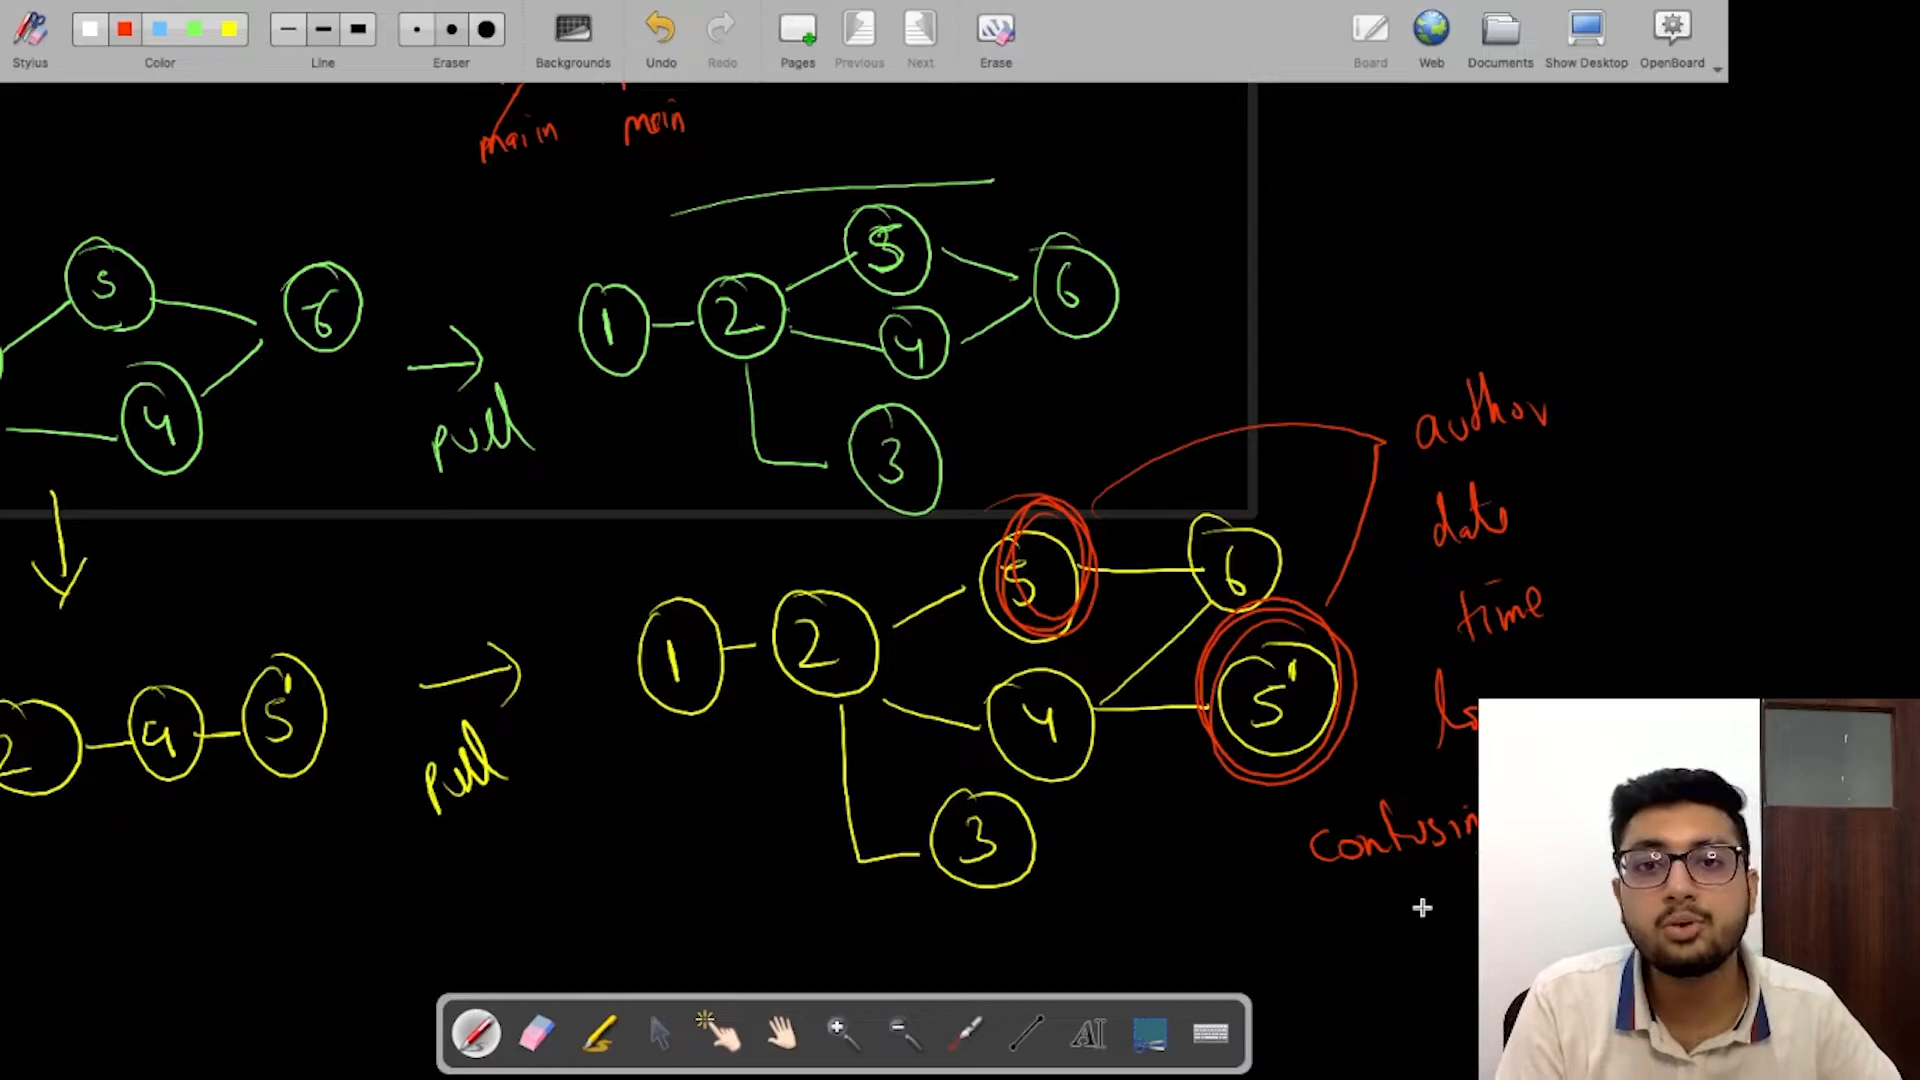 Stylus
Color
Line
Eraser
Backgrounds
Undo
Redo
Pages
Previous
Next
Erase
Board
Web
Documents
Show Desktop
OpenBoard
main main
5 6
4
pull
1 2 5 4 6
3
author
date
time
5 6
1 2
4 5'
3
2 4 5'
pull
confusin
AI